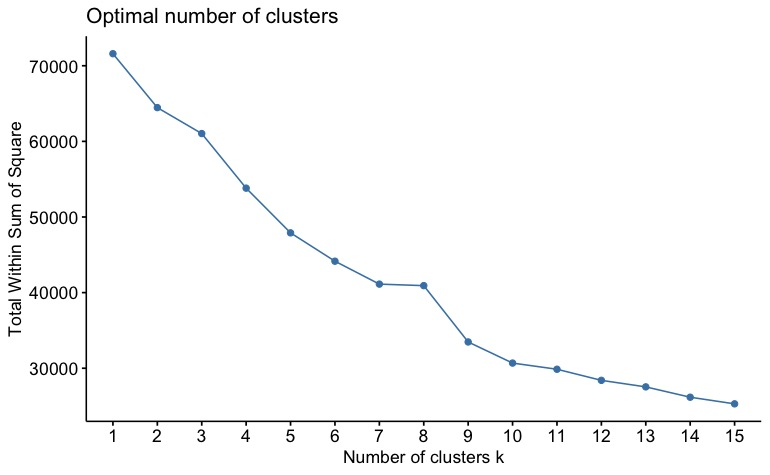 Optimal number of clusters
Total Within Sum of Square
70000
60000
50000
40000
30000
1 2 3 4 5 6 7 8 9 10 11 12 13 14 15
Number of clusters k